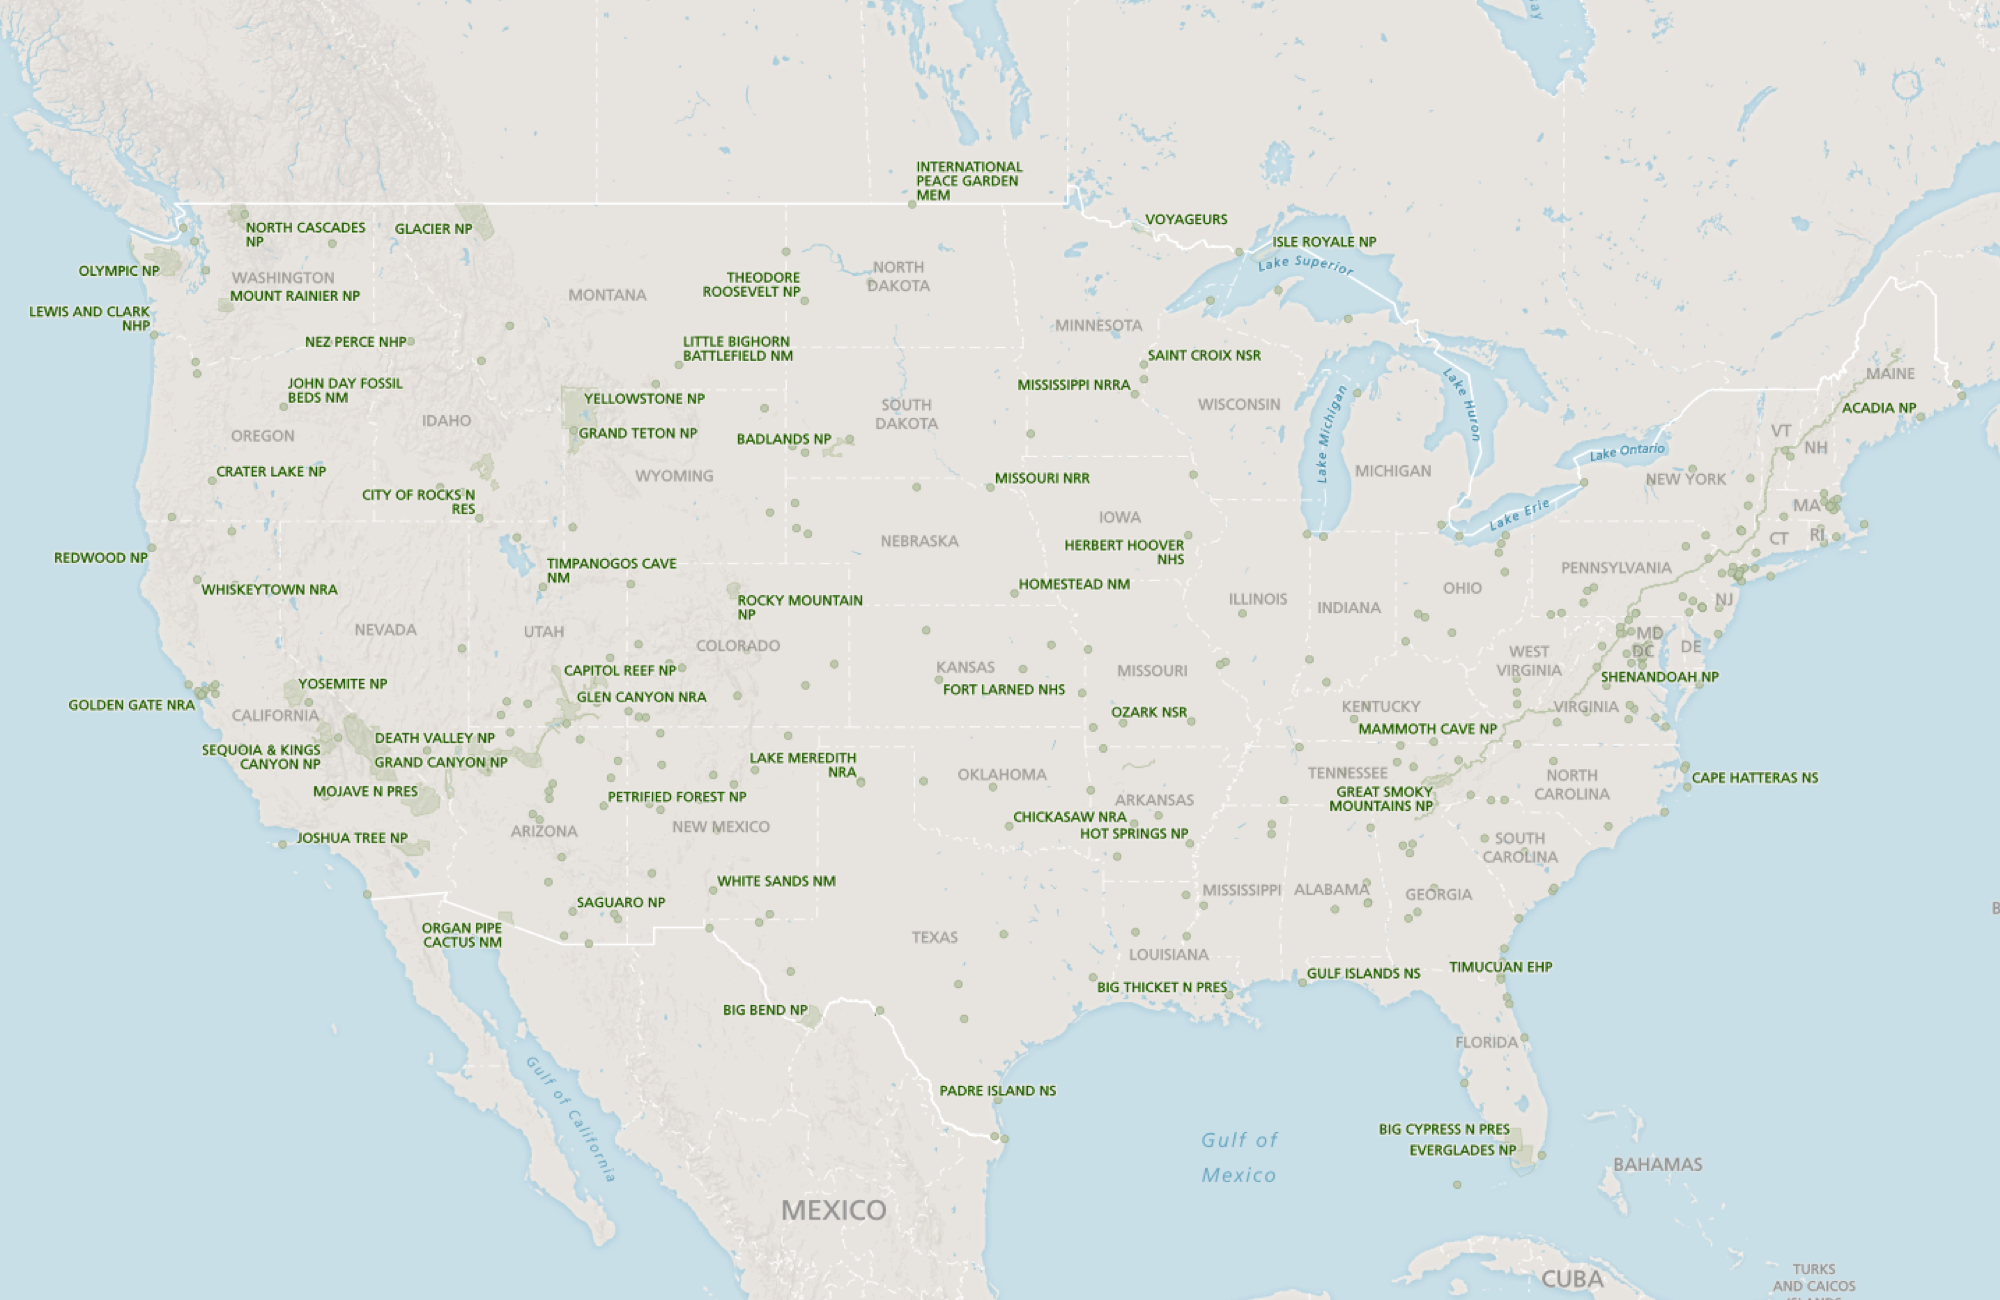 INTERNATIONAL
PEACE GARDEN
MEM
VOYAGEURS
NORTH CASCADES
NP
GLACIER NP
ISLE ROYALE NP
Lake Superior
OLYMPIC NP
WASHINGTON
MOUNT RAINIER NP
MONTANA
THEODORE
ROOSEVELT NP
NORTH
DAKOTA
LEWIS AND CLARK
NHP
MINNESOTA
NEZ PERCE NHP
LITTLE BIGHORN
BATTLEFIELD NM
SAINT CROIX NSR
MISSISSIPPI NRRA
Lake Huron
MAINE
JOHN DAY FOSSIL
BEDS NM
IDAHO
YELLOWSTONE NP
SOUTH
DAKOTA
WISCONSIN
Lake Michigan
ACADIA NP
OREGON
GRAND TETON NP
BADLANDS NP
VT
NH
Lake Ontario
CRATER LAKE NP
WYOMING
MISSOURI NRR
MICHIGAN
NEW YORK
CITY OF ROCKS N
RES
IOWA
Lake Erie
MA
NEBRASKA
HERBERT HOOVER
NHS
CT
RI
REDWOOD NP
TIMPANOGOS CAVE
NM
PENNSYLVANIA
WHISKEYTOWN NRA
HOMESTEAD NM
OHIO
ROCKY MOUNTAIN
NP
ILLINOIS
INDIANA
NJ
NEVADA
UTAH
COLORADO
MD
DC
DE
KANSAS
MISSOURI
WEST
VIRGINIA
CAPITOL REEF NP
SHENANDOAH NP
YOSEMITE NP
FORT LARNED NHS
GLEN CANYON NRA
GOLDEN GATE NRA
CALIFORNIA
OZARK NSR
KENTUCKY
VIRGINIA
MAMMOTH CAVE NP
DEATH VALLEY NP
SEQUOIA & KINGS
CANYON NP
GRAND CANYON NP
LAKE MEREDITH
NRA
OKLAHOMA
TENNESSEE
NORTH
CAROLINA
CAPE HATTERAS NS
MOJAVE N PRES
PETRIFIED FOREST NP
ARKANSAS
GREAT SMOKY
MOUNTAINS NP
ARIZONA
NEW MEXICO
CHICKASAW NRA
HOT SPRINGS NP
JOSHUA TREE NP
SOUTH
CAROLINA
WHITE SANDS NM
MISSISSIPPI
ALABAMA
GEORGIA
SAGUARO NP
ORGAN PIPE
CACTUS NM
TEXAS
LOUISIANA
GULF ISLANDS NS
TIMUCUAN EHP
BIG THICKET N PRES
BIG BEND NP
FLORIDA
Gulf of California
PADRE ISLAND NS
BIG CYPRESS N PRES
EVERGLADES NP
Gulf of
Mexico
BAHAMAS
MEXICO
CUBA
TURKS
AND CAICOS
ISLANDS